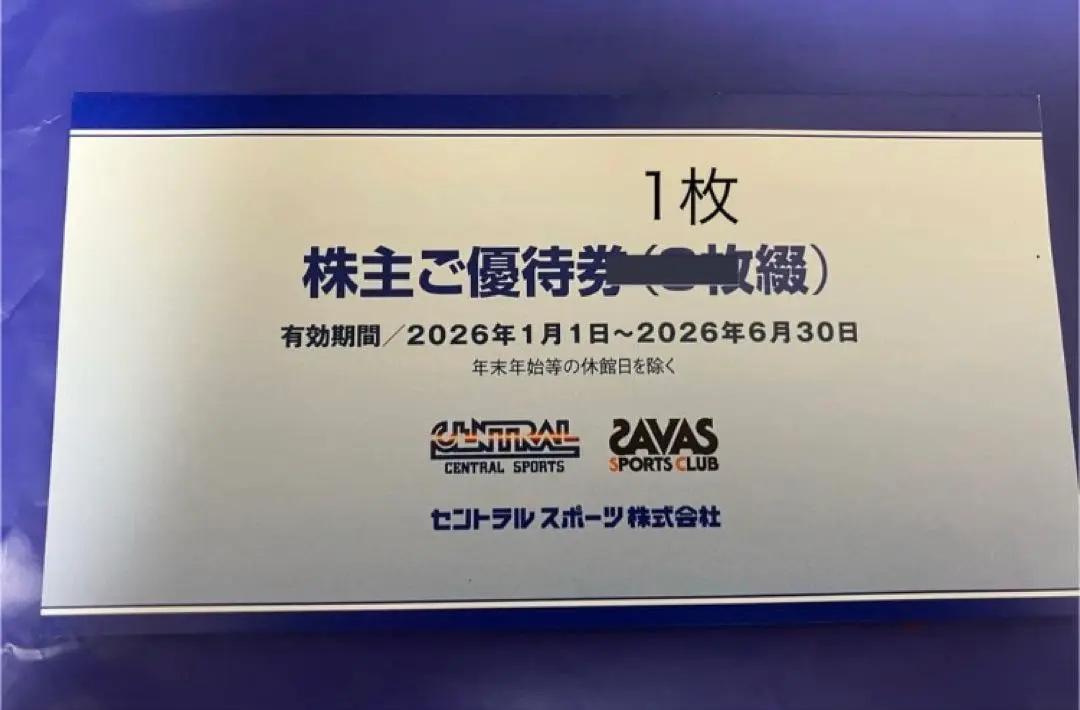 1枚
株主ご優待券(枚綴)
有効期間/2026年1月1日~2026年6月30日
年末年始等の休館日を除く
CENTRAL SAVAS
CENTRAL SPORTS SPORTS CLUB
セントラルスポーツ株式会社